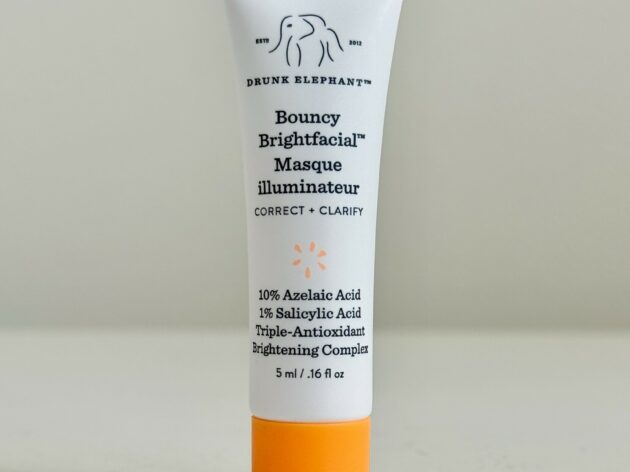 ESTD 2012
DRUNK ELEPHANT™
Bouncy
Brightfacial™
Masque
illuminateur
CORRECT + CLARIFY
10% Azelaic Acid
1% Salicylic Acid
Triple-Antioxidant
Brightening Complex
5 ml / .16 fl oz